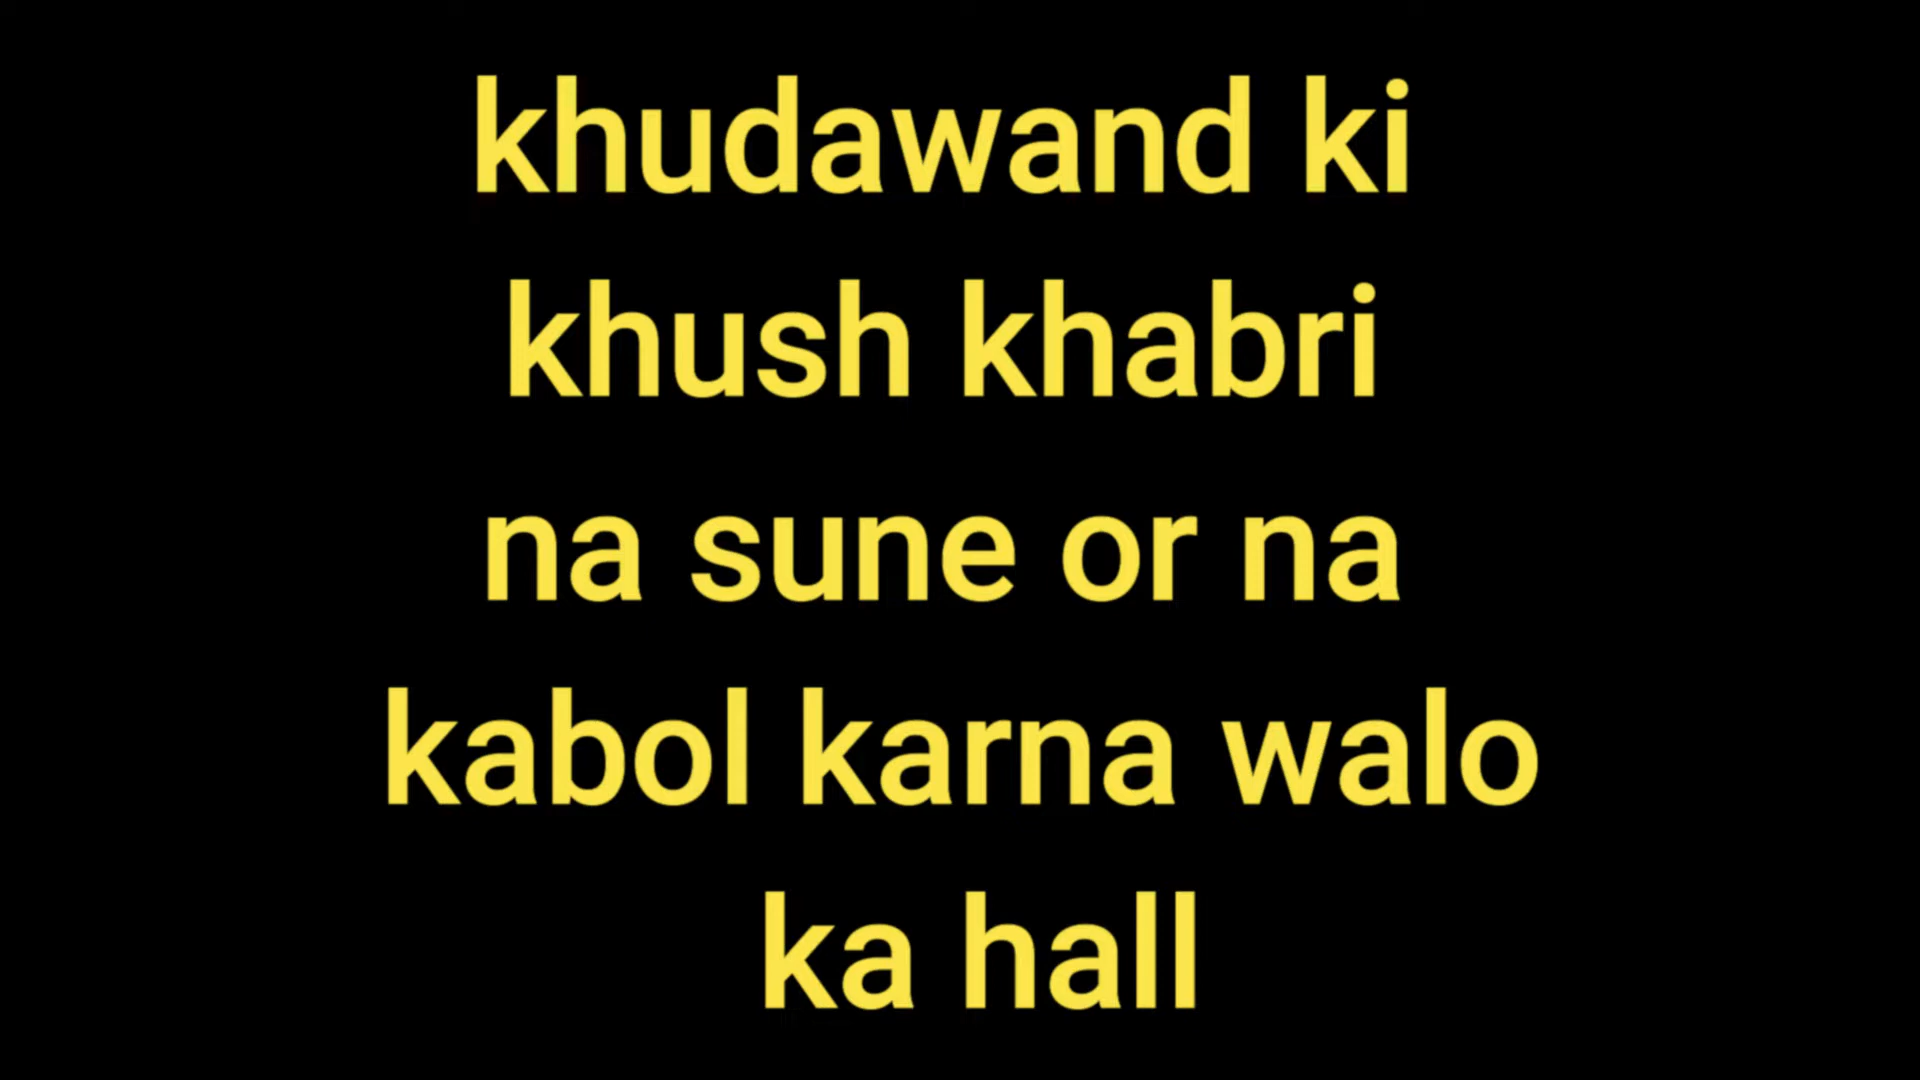 khudawand ki
khush khabri
na sune or na
kabol karna walo
ka hall